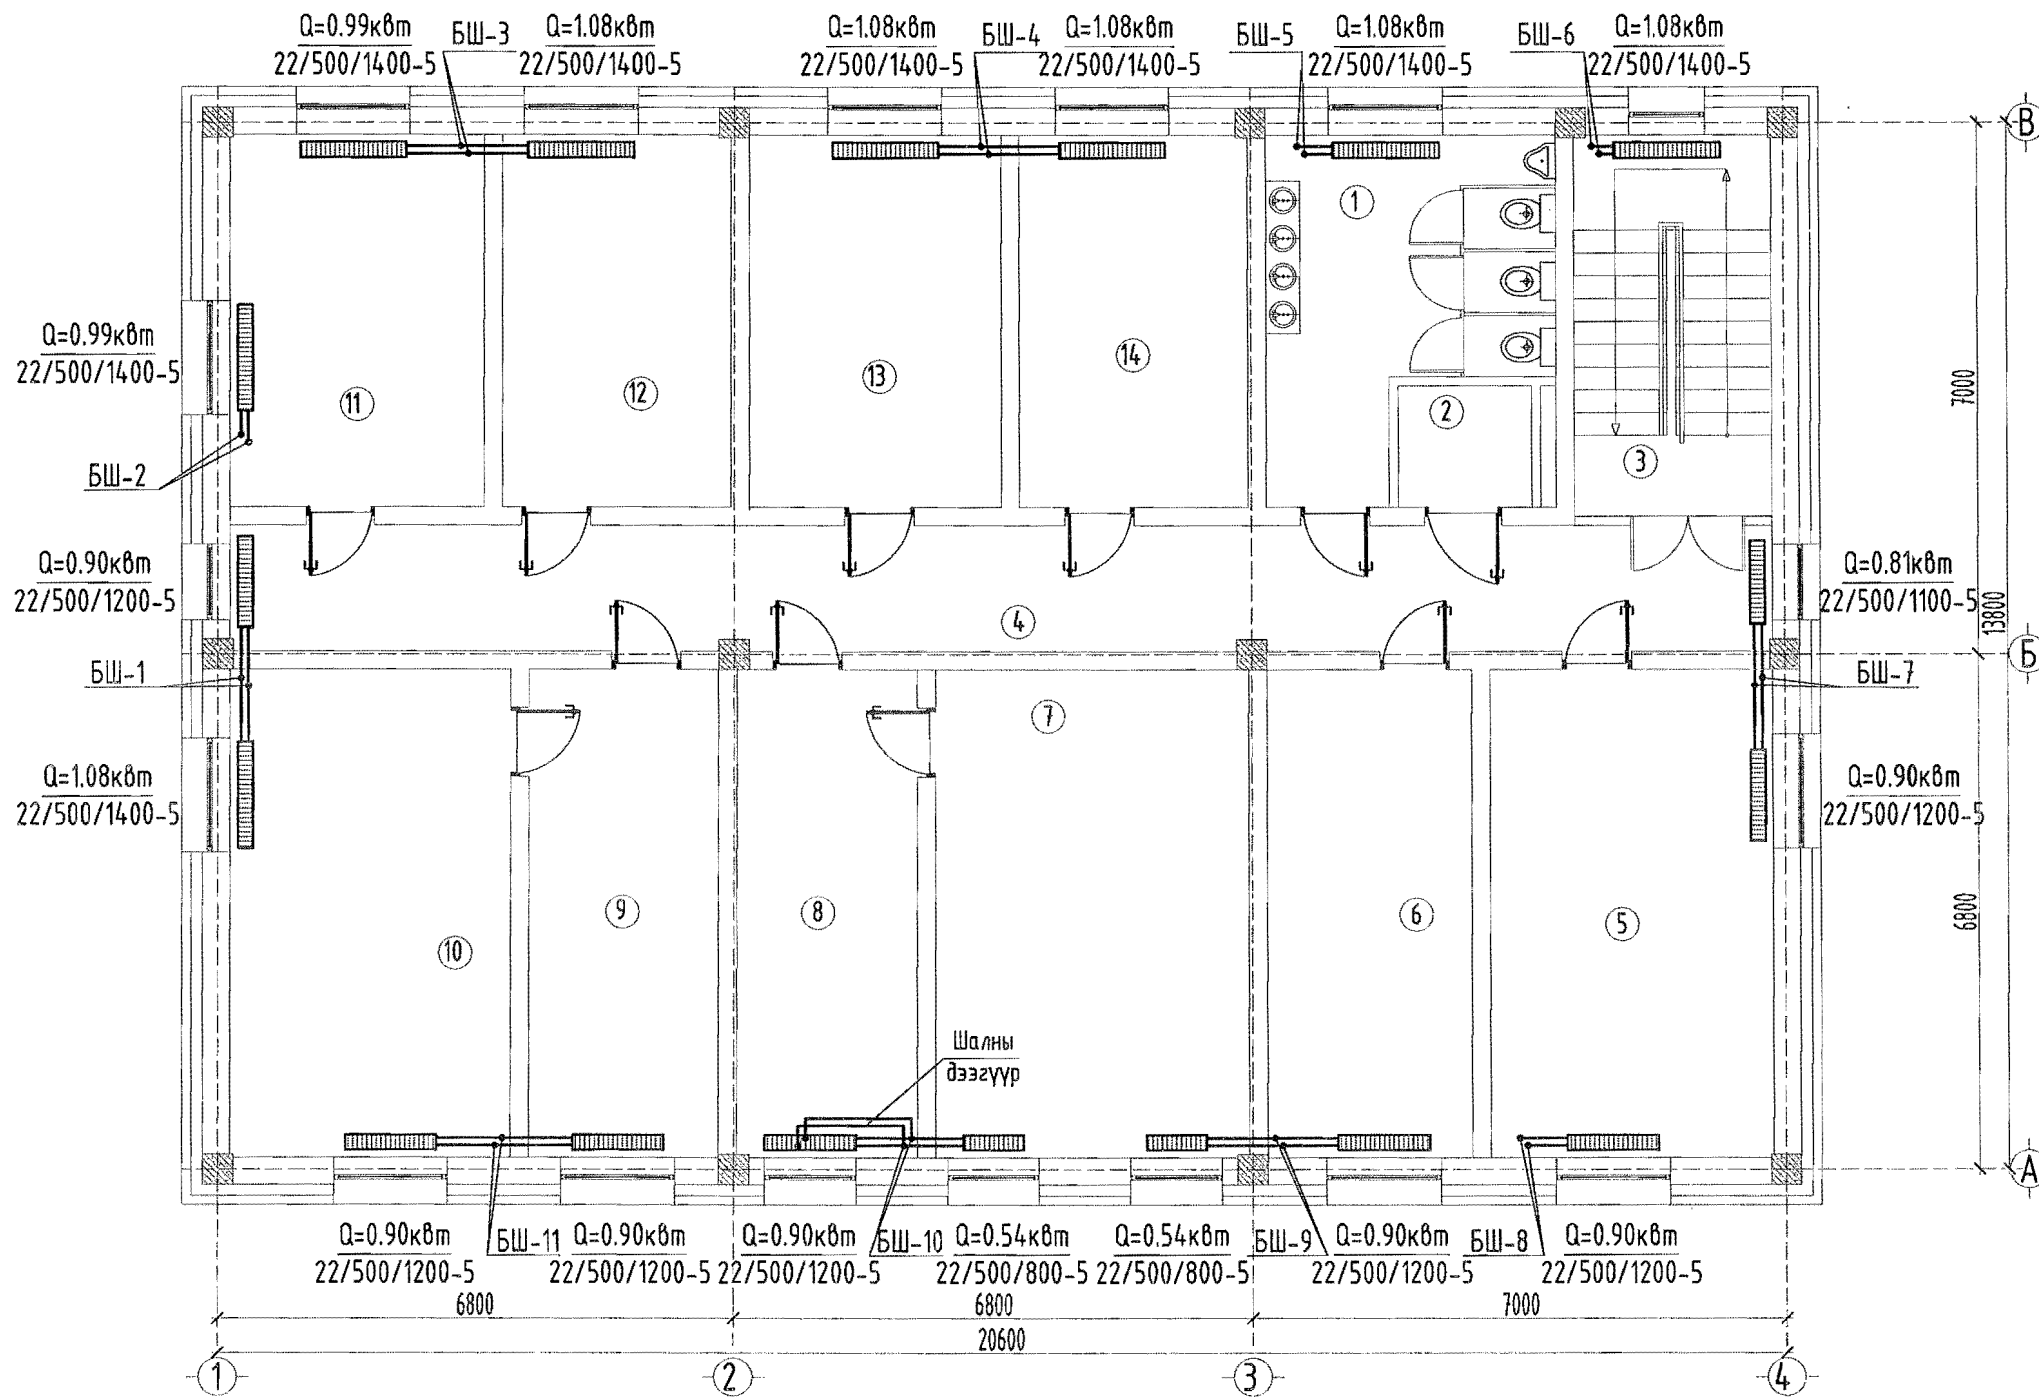 Q=0.99квт
22/500/1400-5
БШ-3
Q=1.08квт
22/500/1400-5
Q=1.08квт
22/500/1400-5
БШ-4
Q=1.08квт
22/500/1400-5
БШ-5
Q=1.08квт
22/500/1400-5
БШ-6
Q=1.08квт
22/500/1400-5
В
1
Q=0.99квт
22/500/1400-5
11
12
13
14
2
3
7000
БШ-2
Q=0.90квт
22/500/1200-5
4
Q=0.81квт
22/500/1100-5
13800
Б
БШ-1
БШ-7
7
Q=1.08квт
22/500/1400-5
Q=0.90квт
22/500/1200-5
10
9
8
6
5
6800
Шалны
дээгүүр
А
Q=0.90квт
22/500/1200-5
БШ-11
Q=0.90квт
22/500/1200-5
Q=0.90квт
22/500/1200-5
БШ-10
Q=0.54квт
22/500/800-5
Q=0.54квт
22/500/800-5
БШ-9
Q=0.90квт
22/500/1200-5
БШ-8
Q=0.90квт
22/500/1200-5
6800
6800
7000
20600
1
2
3
4